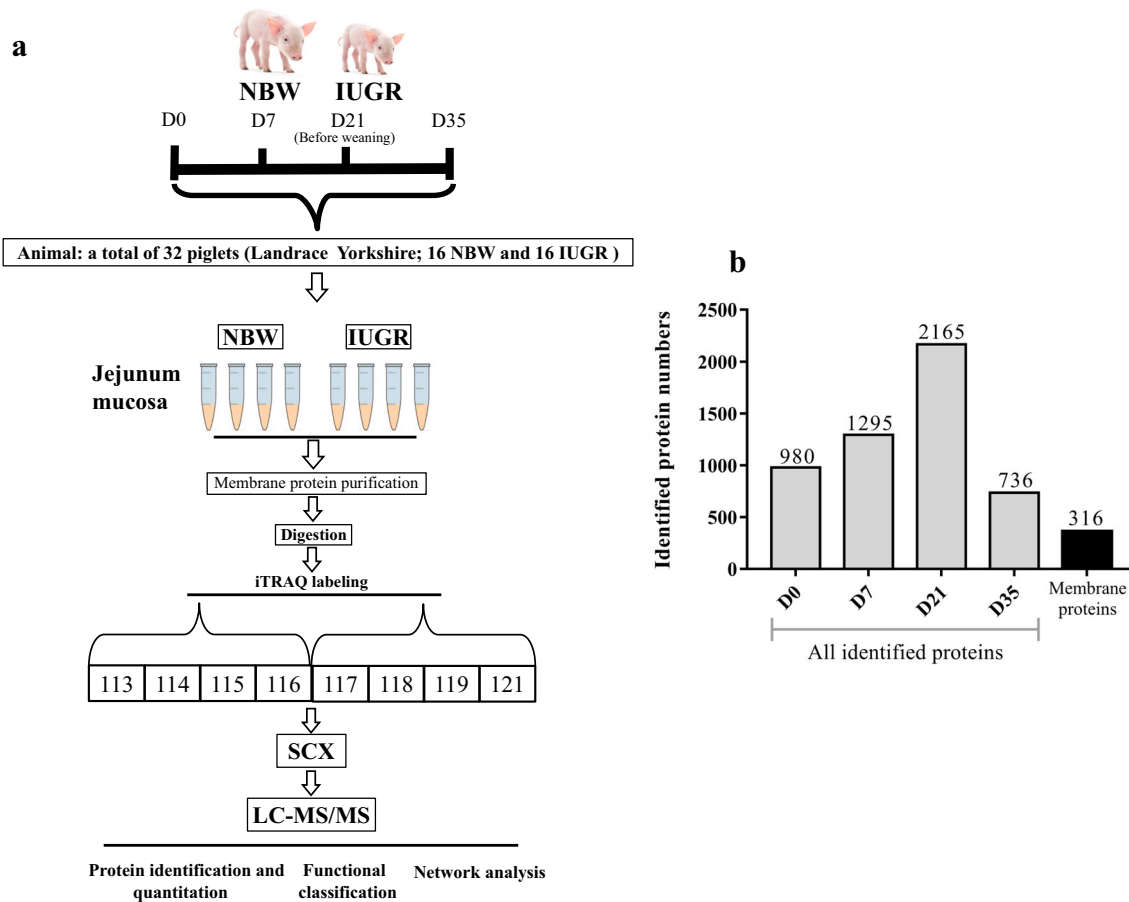 a
NBW IUGR
D0 D7 D21 D35
(Before weaning)
Animal: a total of 32 piglets (Landrace Yorkshire; 16 NBW and 16 IUGR )
NBW IUGR
Jejunum
mucosa
Membrane protein purification
Digestion
iTRAQ labeling
113 114 115 116 117 118 119 121
SCX
LC-MS/MS
Protein identification and
quantitation
Functional
classification
Network analysis
b
Identified protein numbers
2500
2000
1500
1000
500
0
980
1295
2165
736
316
D0
D7
D21
D35
Membrane
proteins
All identified proteins